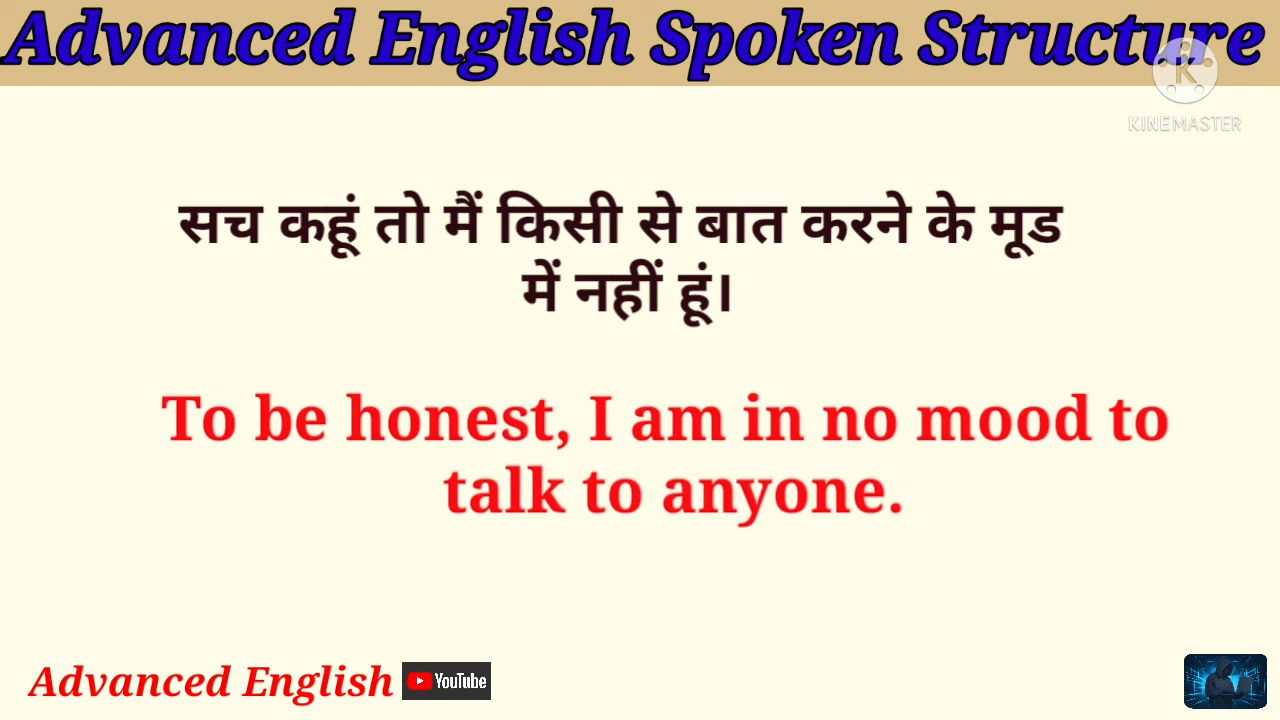 Advanced English Spoken Structure
KINEMASTER
सच कहूं तो मैं किसी से बात करने के मूड
में नहीं हूं।
To be honest, I am in no mood to
talk to anyone.
Advanced English YouTube